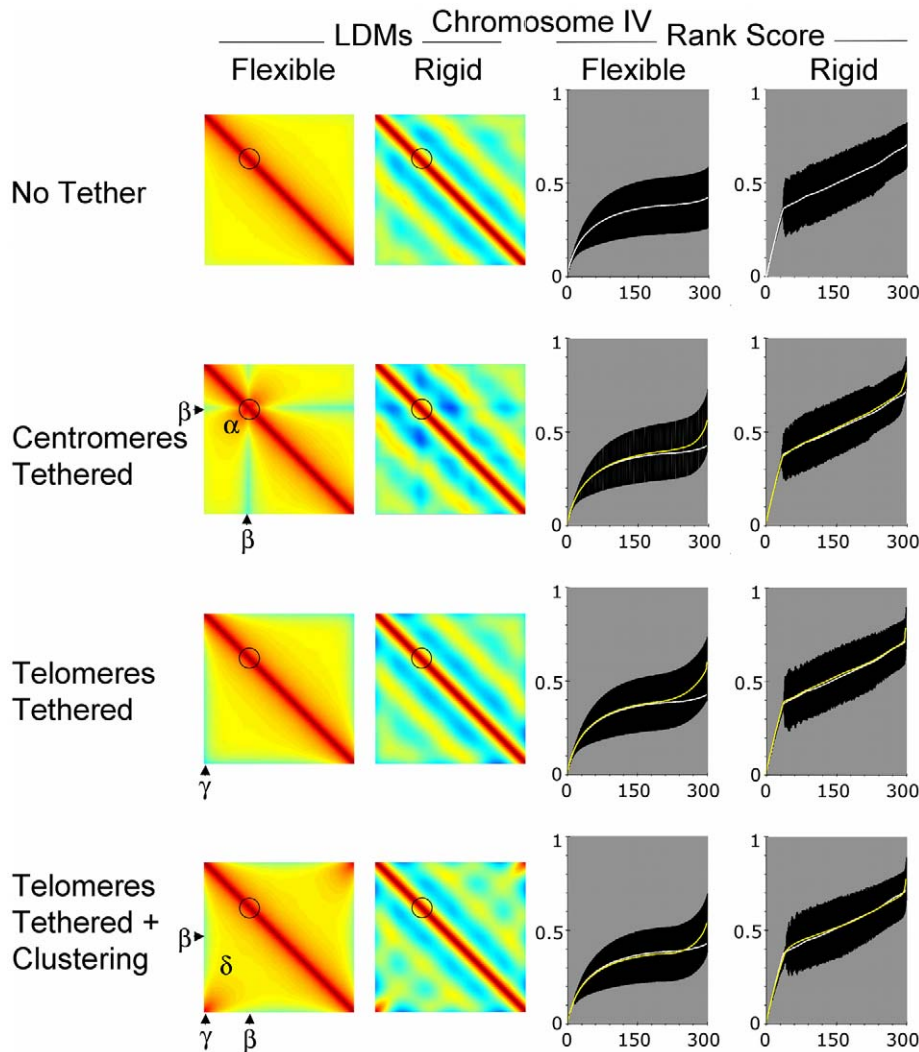 Chromosome IV
LDMs Rank Score
Flexible Rigid Flexible Rigid
No Tether
1
0.5
0
0 150 300
1
0.5
0
0 150 300
Centromeres
Tethered
β
α
β
1
0.5
0
0 150 300
1
0.5
0
0 150 300
Telomeres
Tethered
γ
1
0.5
0
0 150 300
1
0.5
0
0 150 300
Telomeres
Tethered +
Clustering
β
δ
γ β
1
0.5
0
0 150 300
1
0.5
0
0 150 300